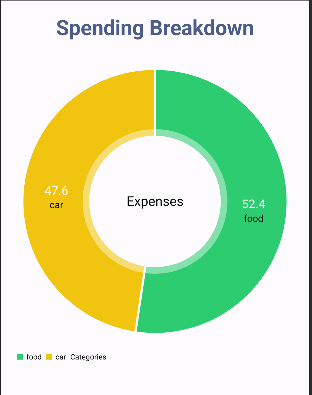 Spending Breakdown
47.6
car
Expenses
52.4
food
food car Categories